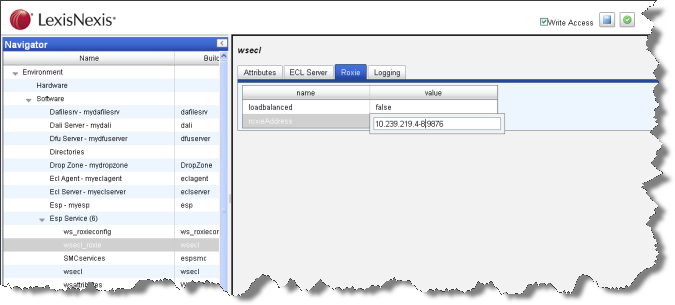 LexisNexis®
Write Access
Navigator
Name
Build
Environment
Hardware
Software
Dafilesrv - mydafilesrv dafilesrv
Dali Server - mydali dali
Dfu Server - mydfuserver dfuserver
Directories
Drop Zone - mydropzone DropZone
Ecl Agent - myeclagent eclagent
Ecl Server - myeclserver eclserver
Esp - myesp esp
Esp Service (6)
ws_roxieconfig ws_roxiecon
wsecl_roxie wsecl
SMCservices espsmc
wsecl wsecl
wsattributes
wsecl
Attributes ECL Server Roxie Logging
name value
loadbalanced false
roxieAddress 10.239.219.4-8:9876